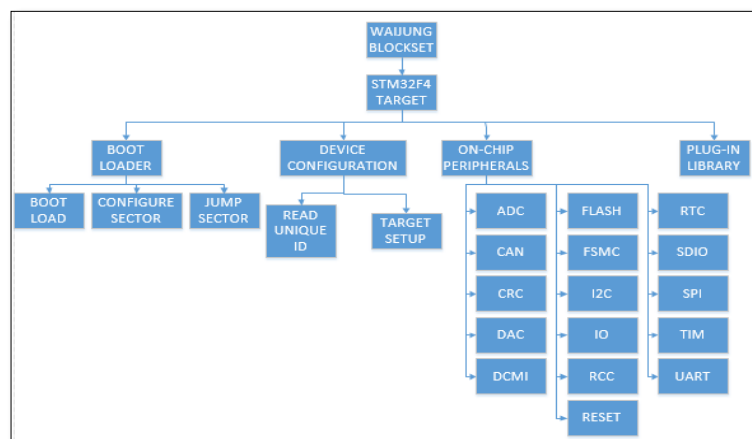 WAIJUNG
BLOCKSET
STM32F4
TARGET
BOOT
LOADER
DEVICE
CONFIGURATION
ON-CHIP
PERIPHERALS
PLUG-IN
LIBRARY
BOOT
LOAD
CONFIGURE
SECTOR
JUMP
SECTOR
READ
UNIQUE
ID
TARGET
SETUP
ADC
FLASH
RTC
CAN
FSMC
SDIO
CRC
I2C
SPI
DAC
IO
TIM
DCMI
RCC
UART
RESET